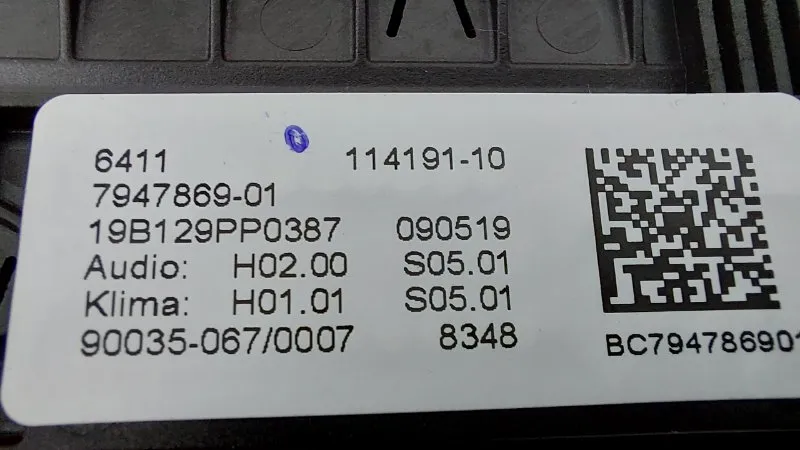 6411 114191-10
7947869-01
19B129PP0387 090519
Audio: H02.00 S05.01
Klima: H01.01 S05.01
90035-067/0007 8348
BC794786901